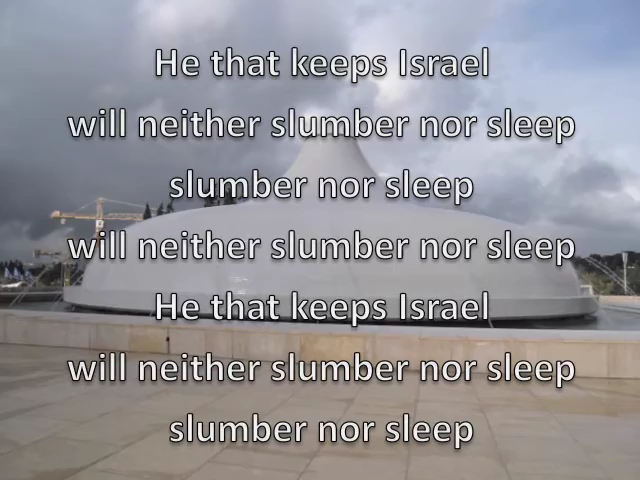 He that keeps Israel
will neither slumber nor sleep
slumber nor sleep
will neither slumber nor sleep
He that keeps Israel
will neither slumber nor sleep
slumber nor sleep